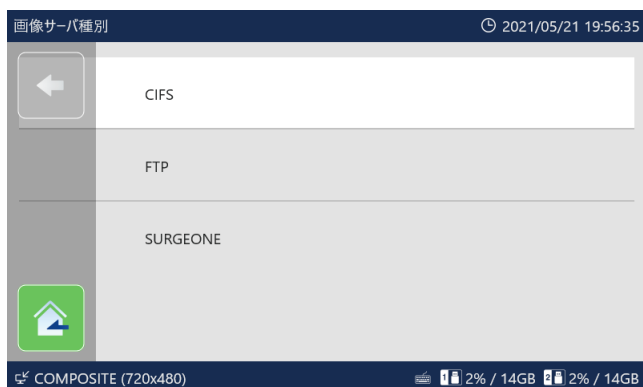 画像サーバ種別
2021/05/21 19:56:35
CIFS
FTP
SURGEONE
COMPOSITE (720x480)
1 2% / 14GB 2 2% / 14GB